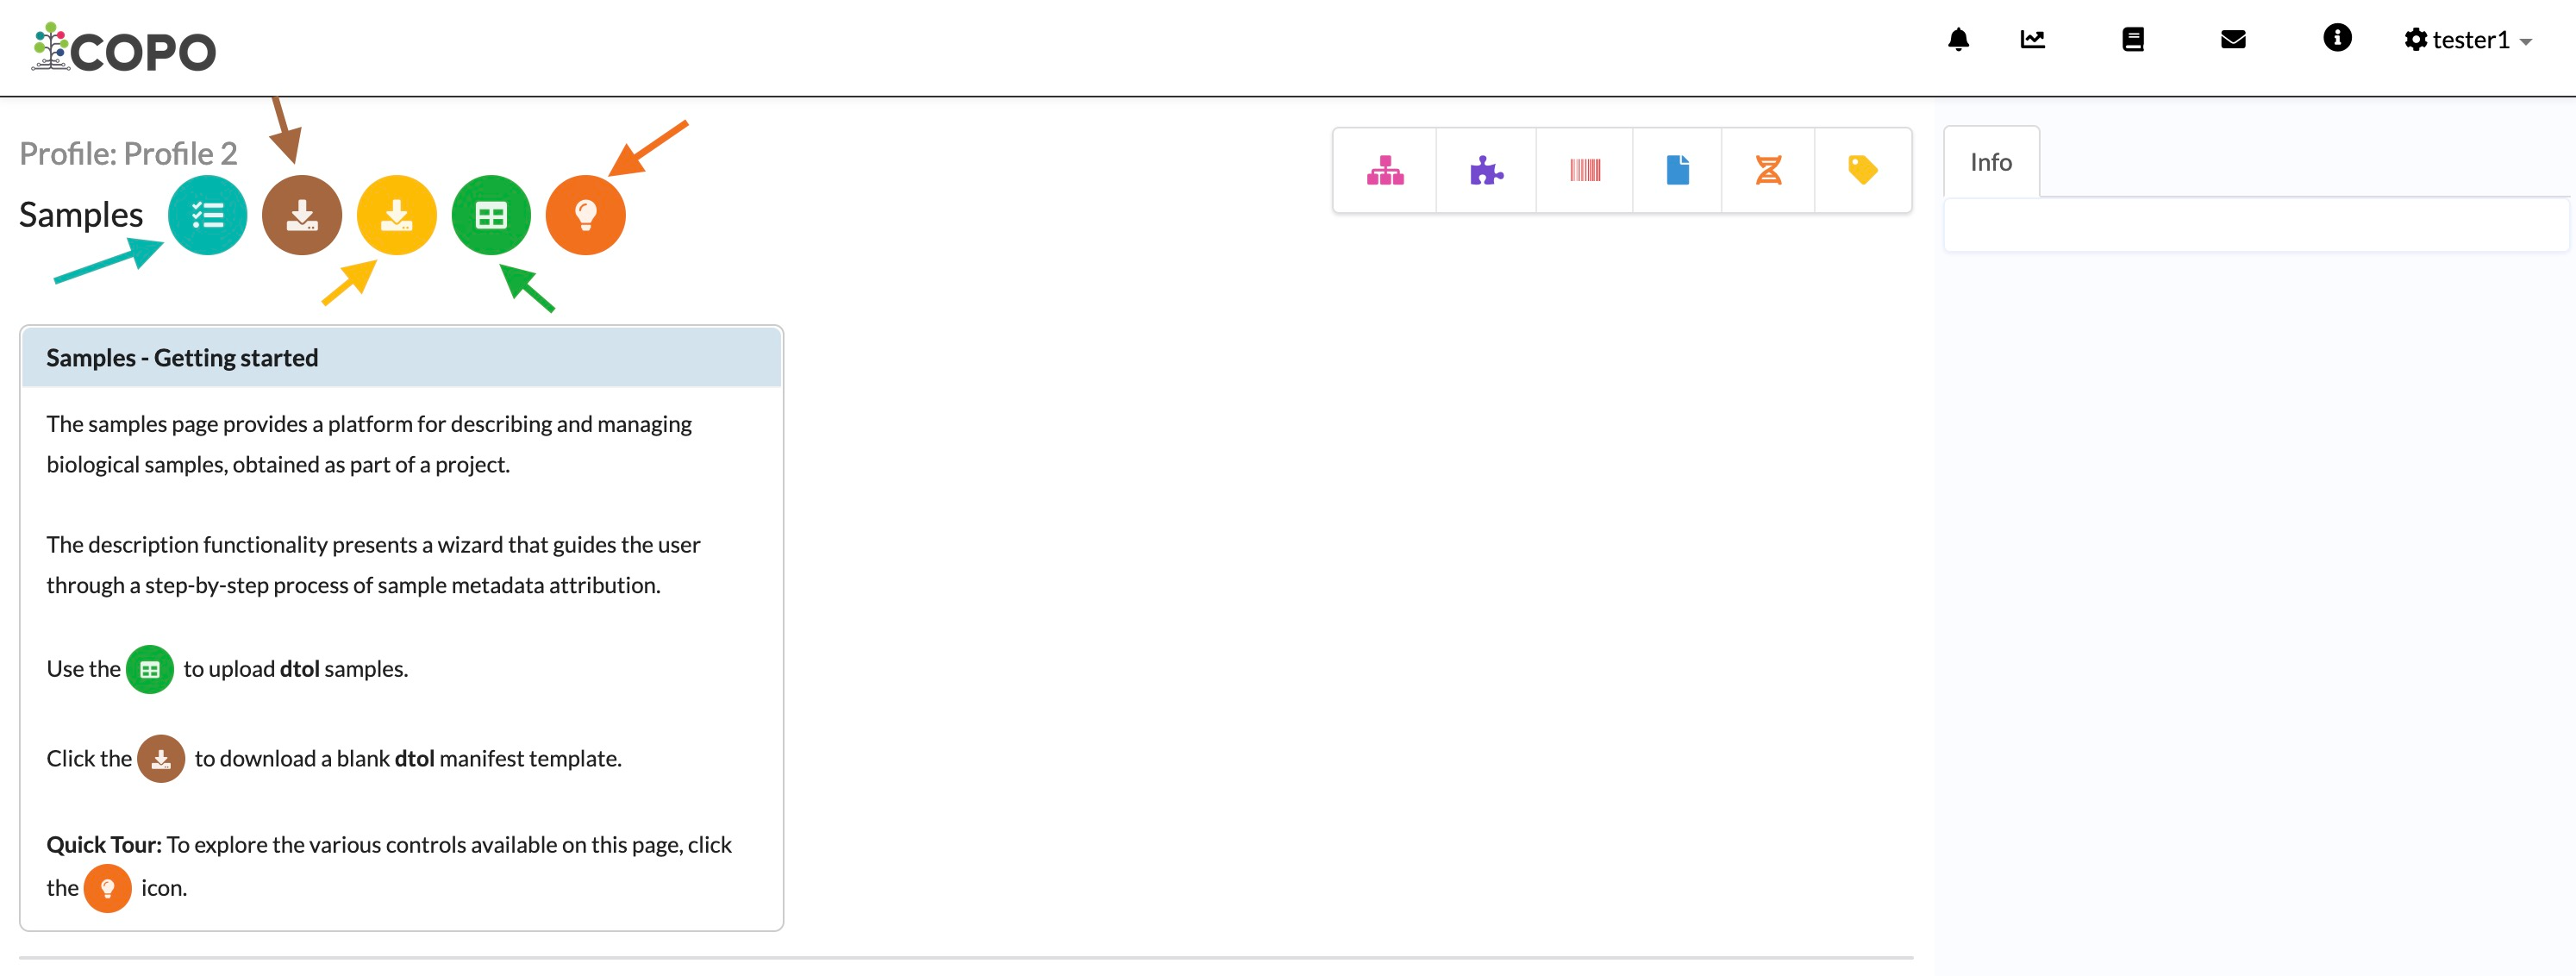 COPO
tester1
Profile: Profile 2
Samples
Info
Samples - Getting started
The samples page provides a platform for describing and managing
biological samples, obtained as part of a project.
The description functionality presents a wizard that guides the user
through a step-by-step process of sample metadata attribution.
Use the to upload dtol samples.
Click the to download a blank dtol manifest template.
Quick Tour: To explore the various controls available on this page, click
the icon.